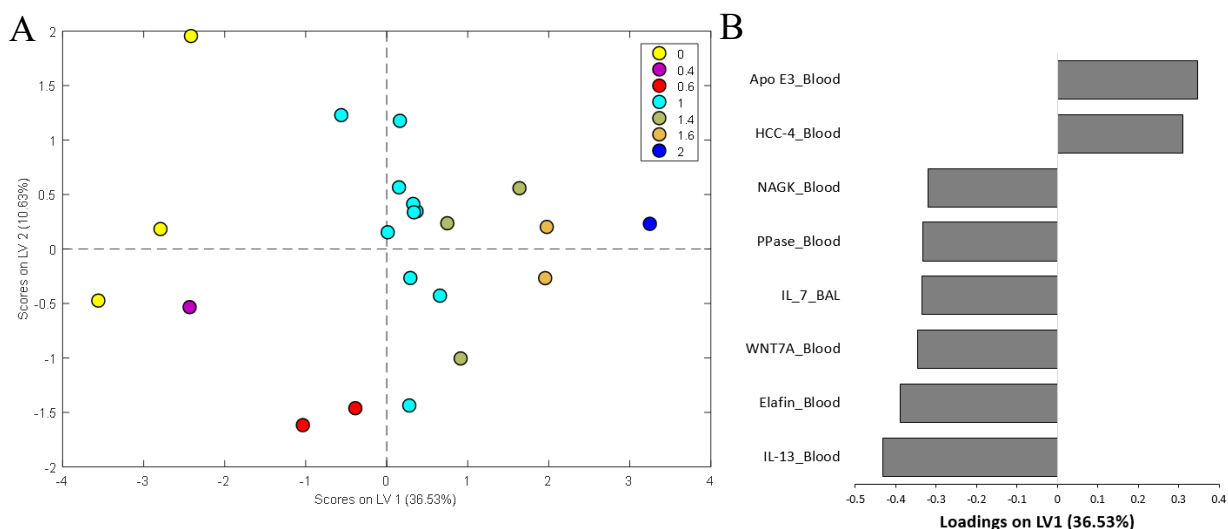 A
2
1.5
1
0.5
0
-0.5
-1
-1.5
-2
-4 -3 -2 -1 0 1 2 3 4
Scores on LV 2 (10.63%)
Scores on LV 1 (36.53%)
0
0.4
0.6
1
1.4
1.6
2
B
Apo E3_Blood
HCC-4_Blood
NAGK_Blood
PPase_Blood
IL_7_BAL
WNT7A_Blood
Elafin_Blood
IL-13_Blood
-0.5 -0.4 -0.3 -0.2 -0.1 0 0.1 0.2 0.3 0.4
Loadings on LV1 (36.53%)